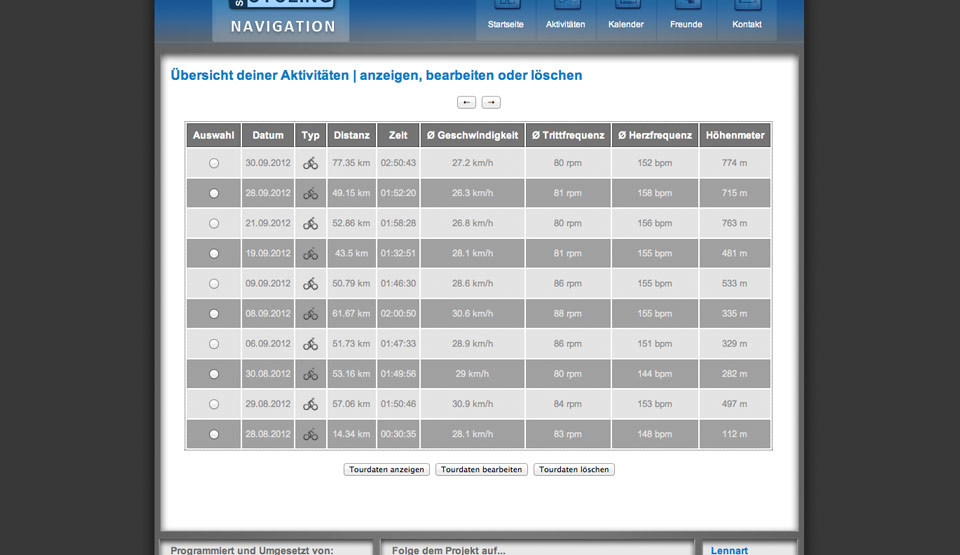 CYCLING
NAVIGATION
Startseite Aktivitäten Kalender Freunde Kontakt
Übersicht deiner Aktivitäten | anzeigen, bearbeiten oder löschen
← →
Auswahl Datum Typ Distanz Zeit Ø Geschwindigkeit Ø Trittfrequenz Ø Herzfrequenz Höhenmeter
30.09.2012 77.35 km 02:50:43 27.2 km/h 80 rpm 152 bpm 774 m
28.09.2012 49.15 km 01:52:20 26.3 km/h 81 rpm 158 bpm 715 m
21.09.2012 52.86 km 01:58:28 26.8 km/h 80 rpm 156 bpm 763 m
19.09.2012 43.5 km 01:32:51 28.1 km/h 81 rpm 155 bpm 481 m
09.09.2012 50.79 km 01:46:30 28.6 km/h 86 rpm 155 bpm 533 m
08.09.2012 61.67 km 02:00:50 30.6 km/h 88 rpm 155 bpm 335 m
06.09.2012 51.73 km 01:47:33 28.9 km/h 86 rpm 151 bpm 329 m
30.08.2012 53.16 km 01:49:56 29 km/h 80 rpm 144 bpm 282 m
29.08.2012 57.06 km 01:50:46 30.9 km/h 84 rpm 153 bpm 497 m
28.08.2012 14.34 km 00:30:35 28.1 km/h 83 rpm 148 bpm 112 m
Tourdaten anzeigen Tourdaten bearbeiten Tourdaten löschen
Programmiert und Umgesetzt von: Folge dem Projekt auf... Lennart